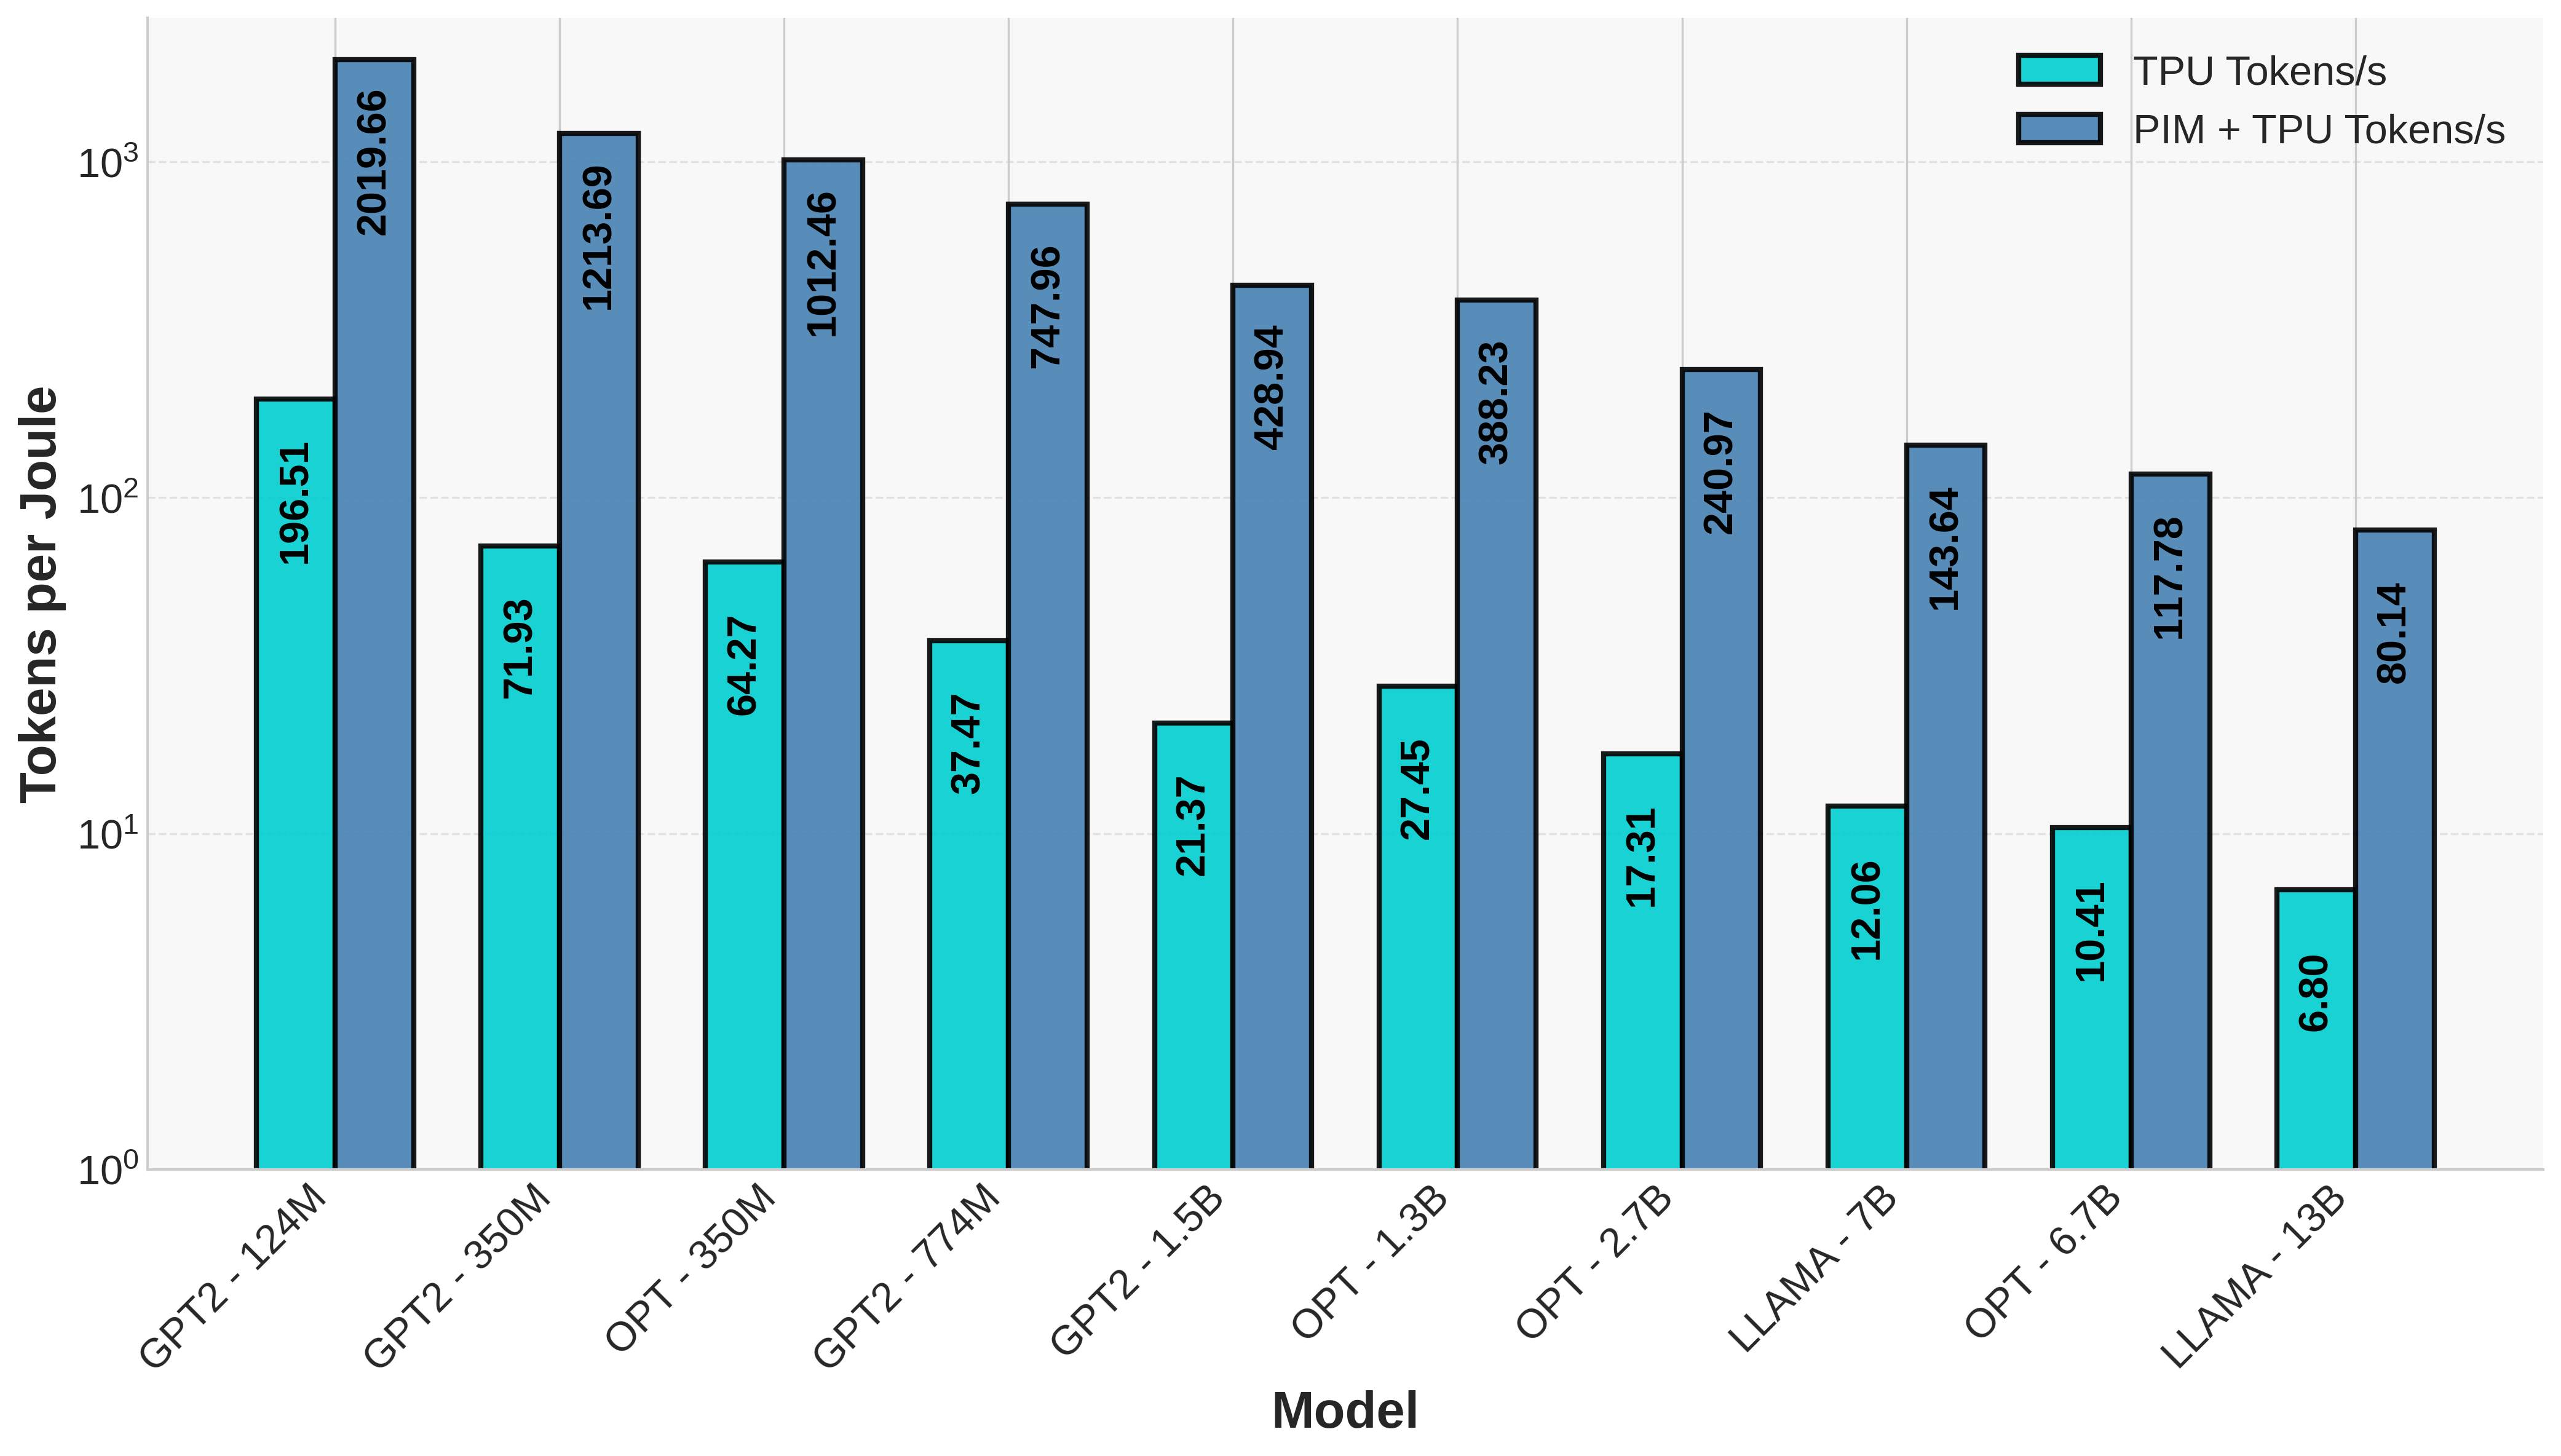 TPU Tokens/s
PIM + TPU Tokens/s
Tokens per Joule
10³
10²
10¹
10⁰
196.51
2019.66
71.93
1213.69
64.27
1012.46
37.47
747.96
21.37
428.94
27.45
388.23
17.31
240.97
12.06
143.64
10.41
117.78
6.80
80.14
GPT2 - 124M
GPT2 - 350M
OPT - 350M
GPT2 - 774M
GPT2 - 1.5B
OPT - 1.3B
OPT - 2.7B
LLAMA - 7B
OPT - 6.7B
LLAMA - 13B
Model